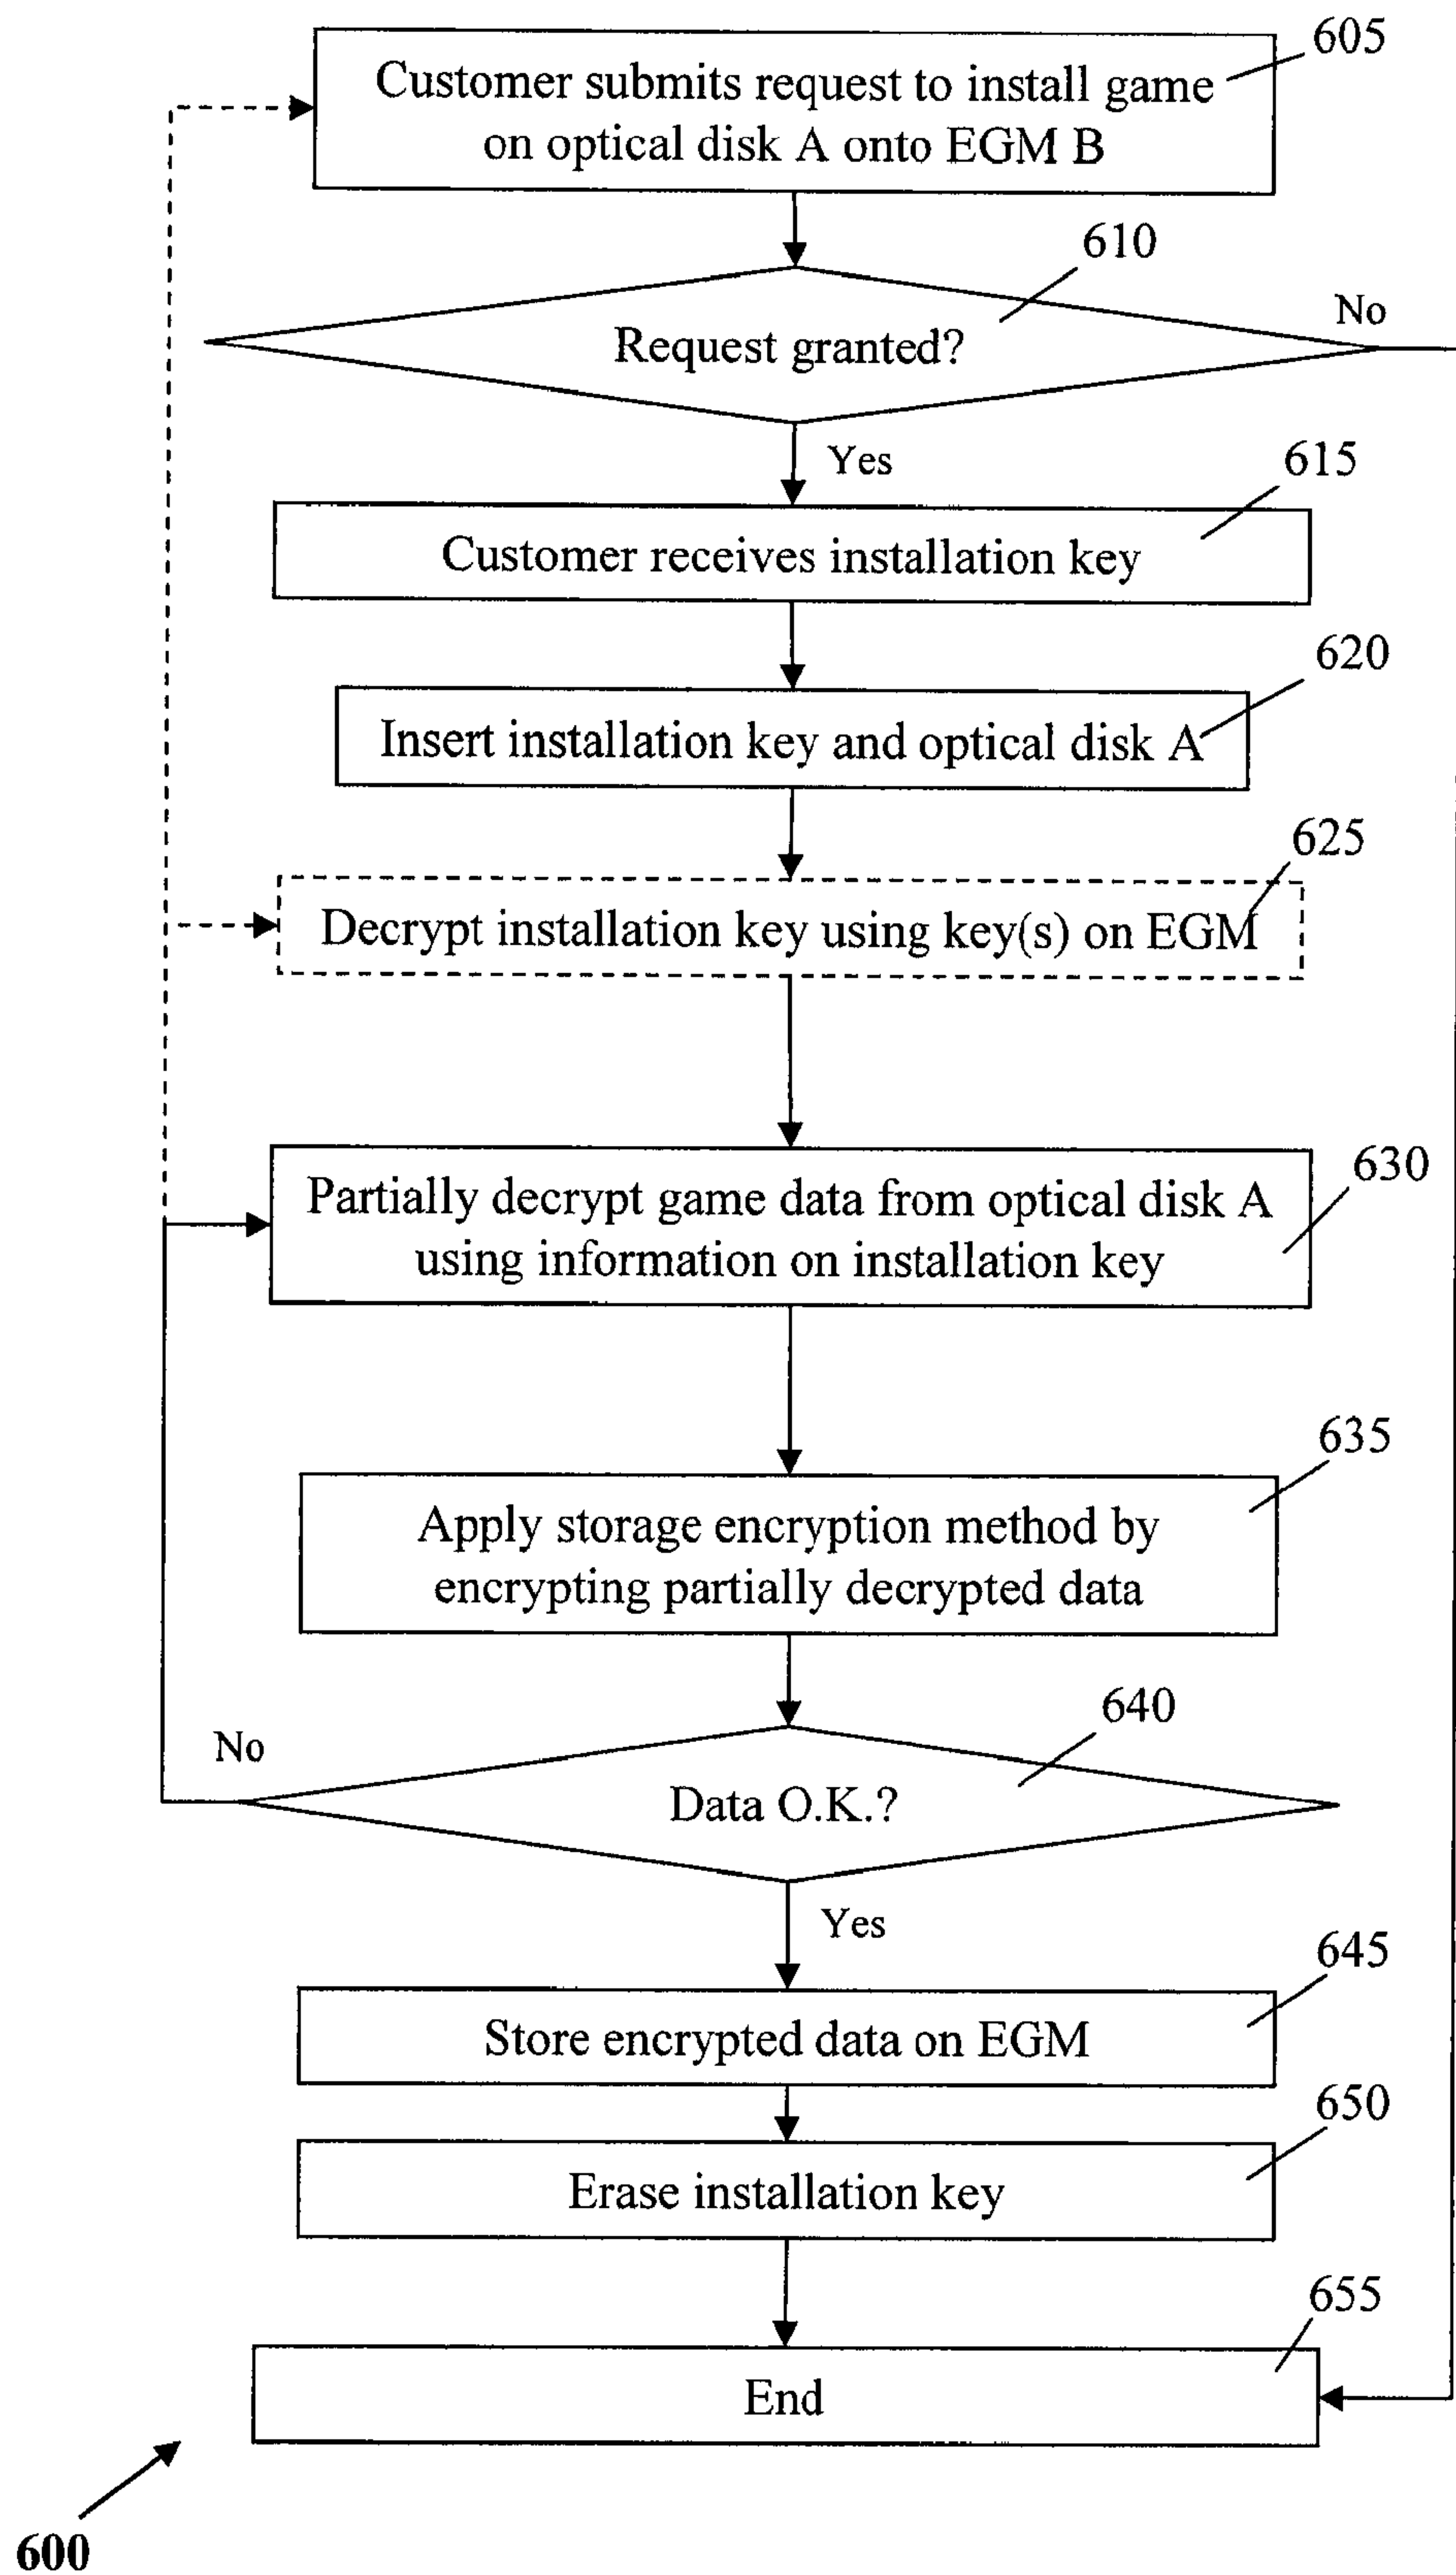 605
Customer submits request to install game
on optical disk A onto EGM B
610
No
Request granted?
Yes
615
Customer receives installation key
620
Insert installation key and optical disk A
625
Decrypt installation key using key(s) on EGM
630
Partially decrypt game data from optical disk A
using information on installation key
635
Apply storage encryption method by
encrypting partially decrypted data
640
No
Data O.K.?
Yes
645
Store encrypted data on EGM
650
Erase installation key
655
End
600